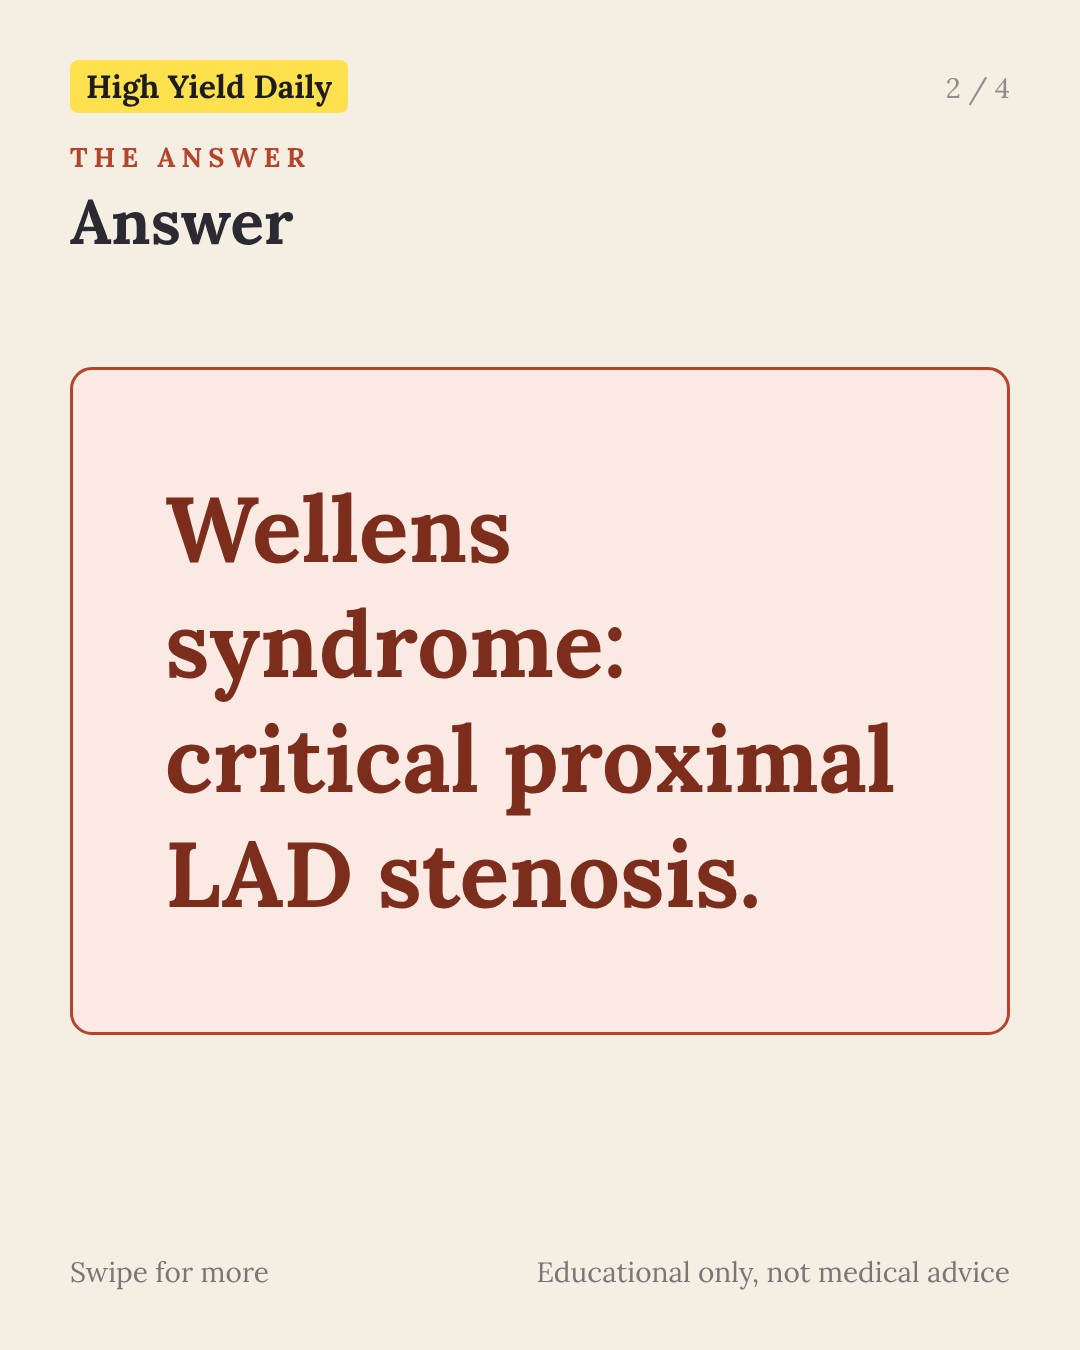 High Yield Daily
2 / 4
THE ANSWER
Answer
Wellens
syndrome:
critical proximal
LAD stenosis.
Swipe for more
Educational only, not medical advice